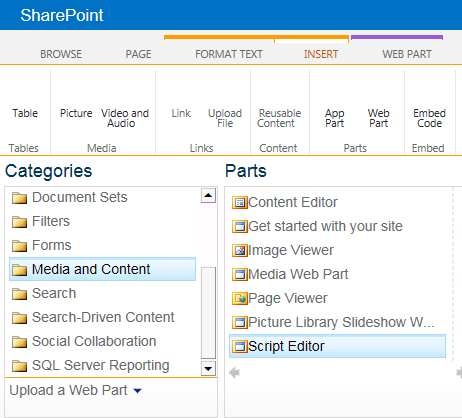 SharePoint
BROWSE PAGE FORMAT TEXT INSERT WEB PART
Table Picture Video and Audio Link Upload File Reusable Content App Part Web Part Embed Code
Tables Media Links Content Parts Embed
Categories
Document Sets
Filters
Forms
Media and Content
Search
Search-Driven Content
Social Collaboration
SQL Server Reporting
Upload a Web Part
Parts
Content Editor
Get started with your site
Image Viewer
Media Web Part
Page Viewer
Picture Library Slideshow W...
Script Editor